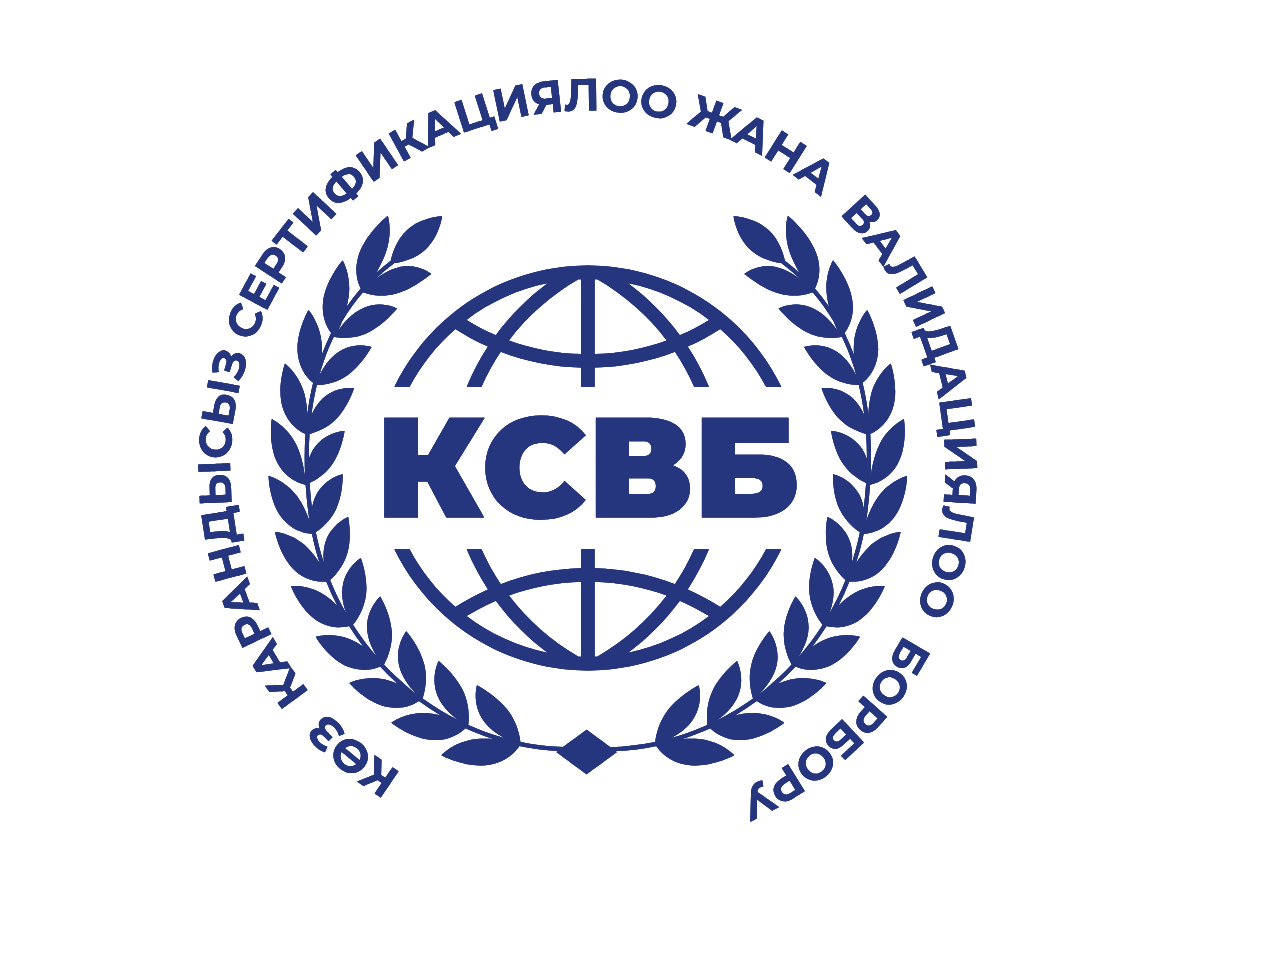 КӨЗ КАРАНДЫСЫЗ СЕРТИФИКАЦИЯЛОО ЖАНА ВАЛИДАЦИЯЛОО БОРБОРУ
КСВБ